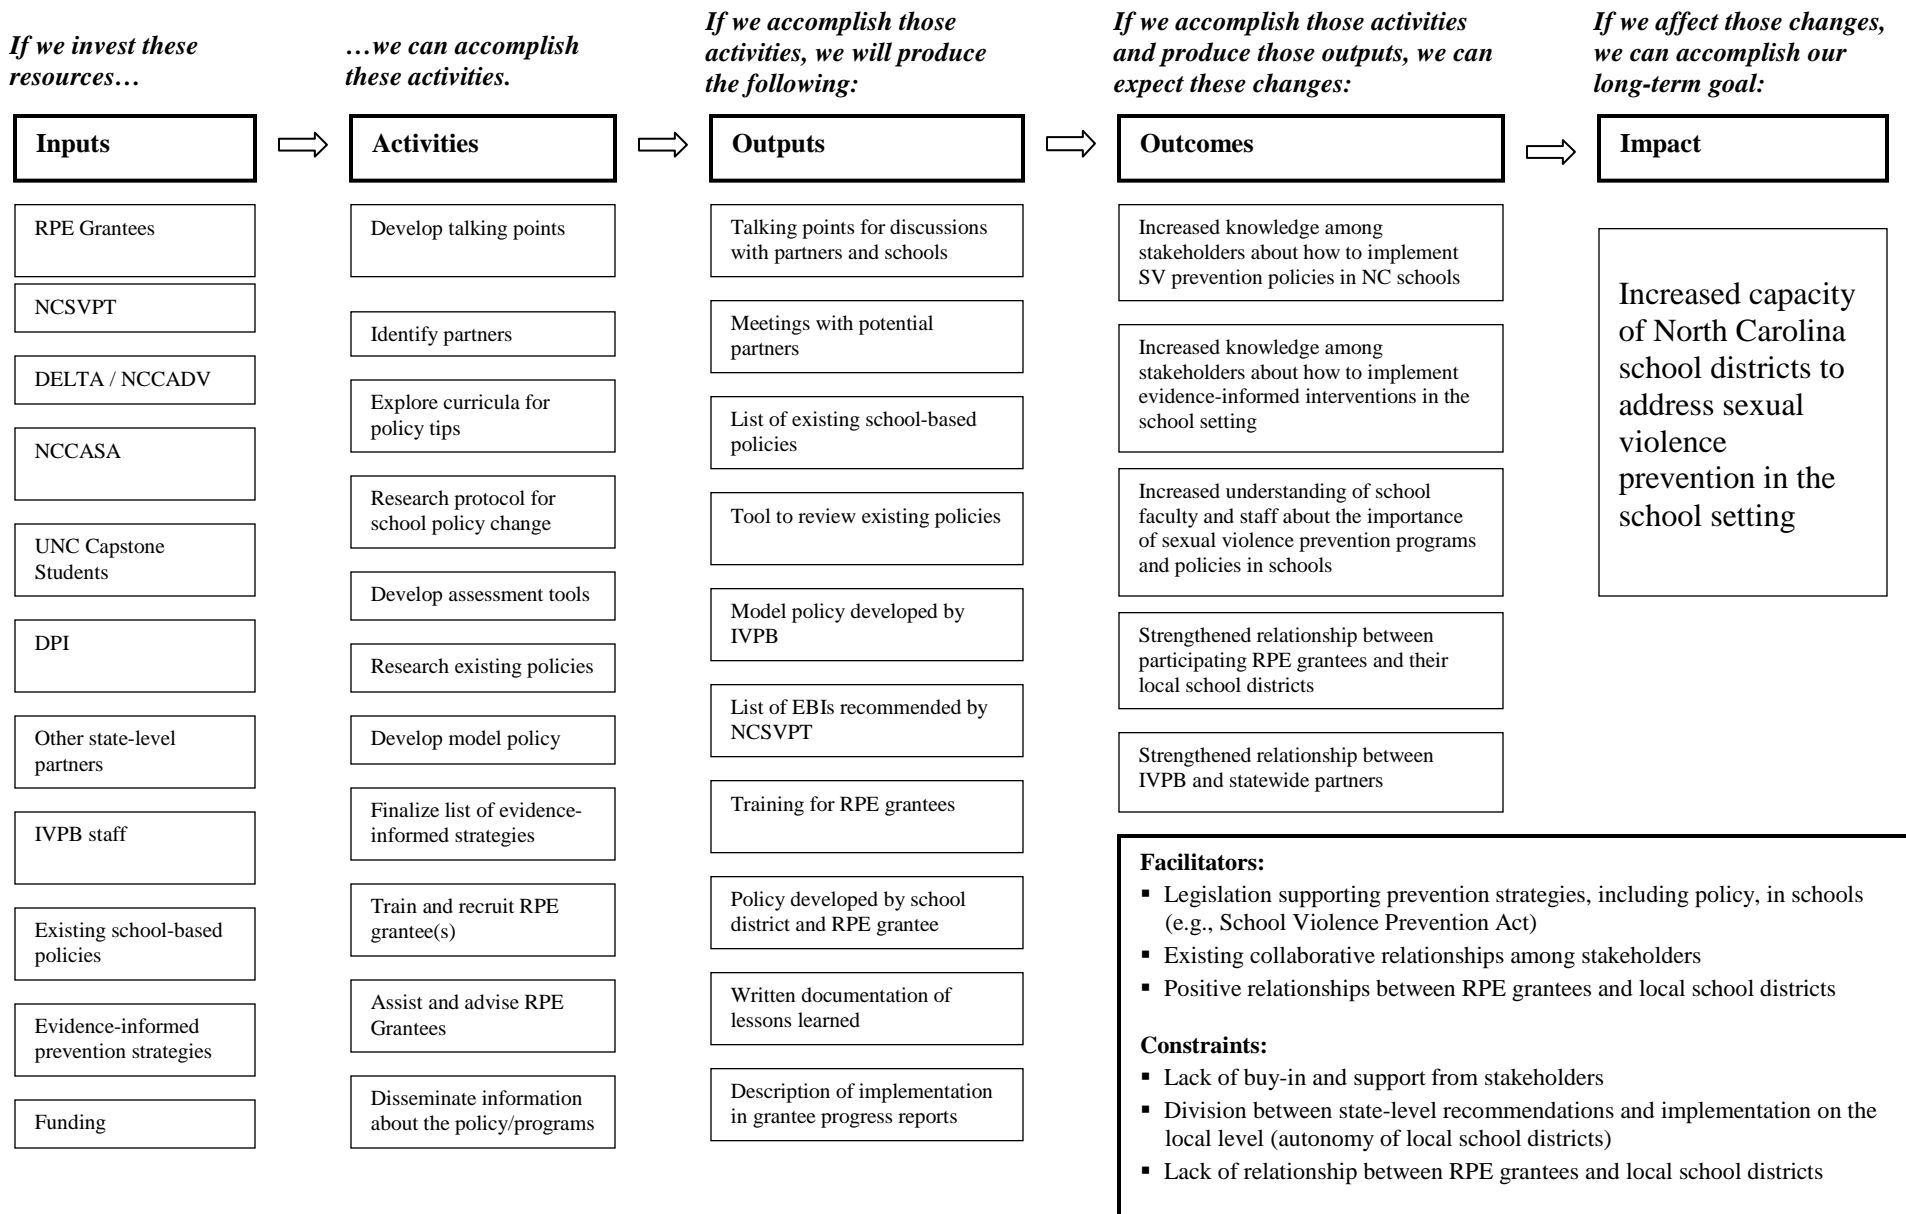 If we invest these
resources…
…we can accomplish
these activities.
If we accomplish those
activities, we will produce
the following:
If we accomplish those activities
and produce those outputs, we can
expect these changes:
If we affect those changes,
we can accomplish our
long-term goal:
Inputs
Activities
Outputs
Outcomes
Impact
RPE Grantees
NCSVPT
DELTA / NCCADV
NCCASA
UNC Capstone
Students
DPI
Other state-level
partners
IVPB staff
Existing school-based
policies
Evidence-informed
prevention strategies
Funding
Develop talking points
Identify partners
Explore curricula for
policy tips
Research protocol for
school policy change
Develop assessment tools
Research existing policies
Develop model policy
Finalize list of evidence-
informed strategies
Train and recruit RPE
grantee(s)
Assist and advise RPE
Grantees
Disseminate information
about the policy/programs
Talking points for discussions
with partners and schools
Meetings with potential
partners
List of existing school-based
policies
Tool to review existing policies
Model policy developed by
IVPB
List of EBIs recommended by
NCSVPT
Training for RPE grantees
Policy developed by school
district and RPE grantee
Written documentation of
lessons learned
Description of implementation
in grantee progress reports
Increased knowledge among
stakeholders about how to implement
SV prevention policies in NC schools
Increased knowledge among
stakeholders about how to implement
evidence-informed interventions in the
school setting
Increased understanding of school
faculty and staff about the importance
of sexual violence prevention programs
and policies in schools
Strengthened relationship between
participating RPE grantees and their
local school districts
Strengthened relationship between
IVPB and statewide partners
Increased capacity
of North Carolina
school districts to
address sexual
violence
prevention in the
school setting
Facilitators:
▪ Legislation supporting prevention strategies, including policy, in schools
(e.g., School Violence Prevention Act)
▪ Existing collaborative relationships among stakeholders
▪ Positive relationships between RPE grantees and local school districts
Constraints:
▪ Lack of buy-in and support from stakeholders
▪ Division between state-level recommendations and implementation on the
local level (autonomy of local school districts)
▪ Lack of relationship between RPE grantees and local school districts